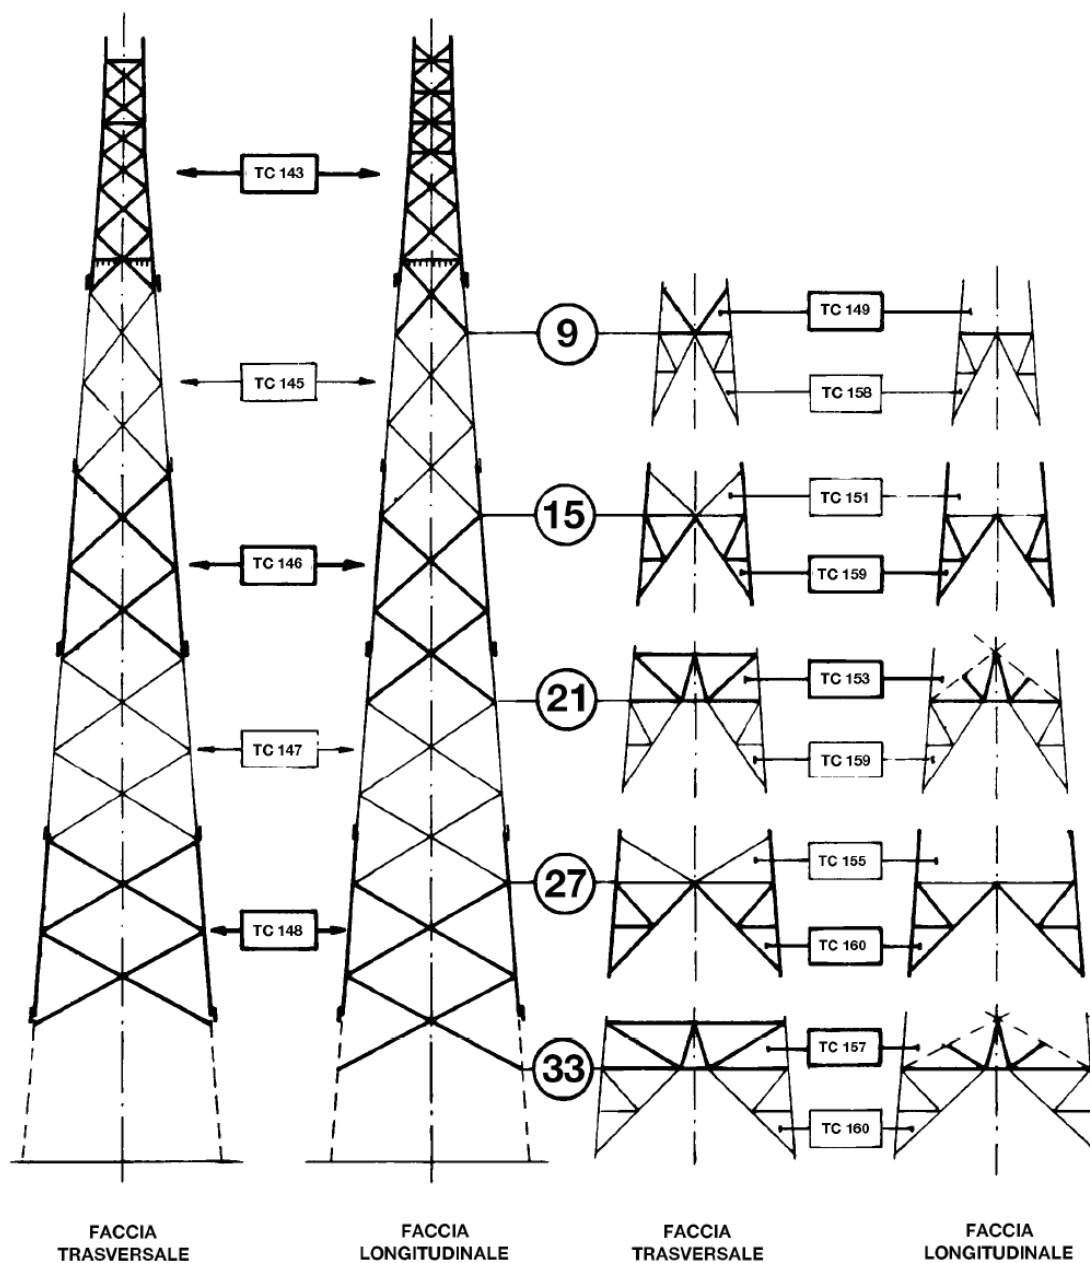 TC 143
9
TC 149
TC 145
TC 158
15
TC 151
TC 146
TC 159
21
TC 153
TC 147
TC 159
27
TC 155
TC 148
TC 160
33
TC 157
TC 160
FACCIA
TRASVERSALE
FACCIA
LONGITUDINALE
FACCIA
TRASVERSALE
FACCIA
LONGITUDINALE